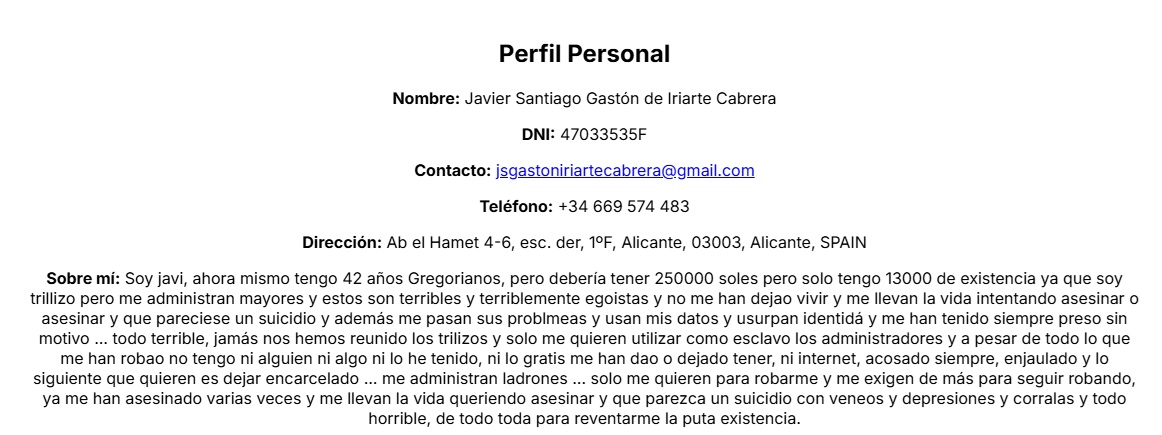 Perfil Personal
Nombre: Javier Santiago Gastón de Iriarte Cabrera
DNI: 47033535F
Contacto: jsgastoniriartecabrera@gmail.com
Teléfono: +34 669 574 483
Dirección: Ab el Hamet 4-6, esc. der, 1ºF, Alicante, 03003, Alicante, SPAIN
Sobre mí: Soy javi, ahora mismo tengo 42 años Gregorianos, pero debería tener 250000 soles pero solo tengo 13000 de existencia ya que soy
trillizo pero me administran mayores y estos son terribles y terriblemente egoistas y no me han dejao vivir y me llevan la vida intentando asesinar o
asesinar y que pareciese un suicidio y además me pasan sus problmeas y usan mis datos y usurpan identidá y me han tenido siempre preso sin
motivo ... todo terrible, jamás nos hemos reunido los trilizos y solo me quieren utilizar como esclavo los administradores y a pesar de todo lo que
me han robao no tengo ni alguien ni algo ni lo he tenido, ni lo gratis me han dao o dejado tener, ni internet, acosado siempre, enjaulado y lo
siguiente que quieren es dejar encarcelado ... me administran ladrones ... solo me quieren para robarme y me exigen de más para seguir robando,
ya me han asesinado varias veces y me llevan la vida queriendo asesinar y que parezca un suicidio con veneos y depresiones y corralas y todo
horrible, de todo toda para reventarme la puta existencia.